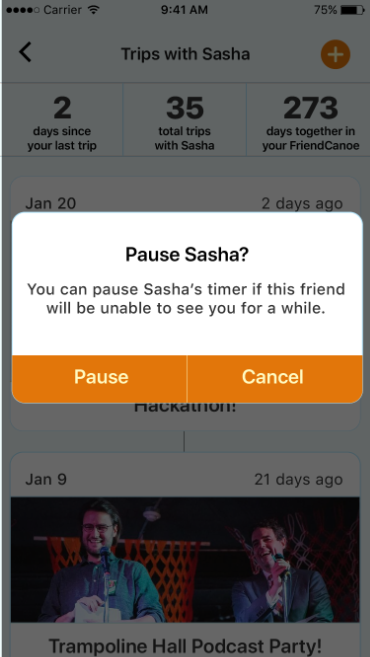 Carrier 9:41 AM 75%
Trips with Sasha
2 35 273
days since total trips days together in
your last trip with Sasha your FriendCanoe
Jan 20 2 days ago
Pause Sasha?
You can pause Sasha’s timer if this friend
will be unable to see you for a while.
Pause Cancel
Hackathon!
Jan 9 21 days ago
Trampoline Hall Podcast Party!